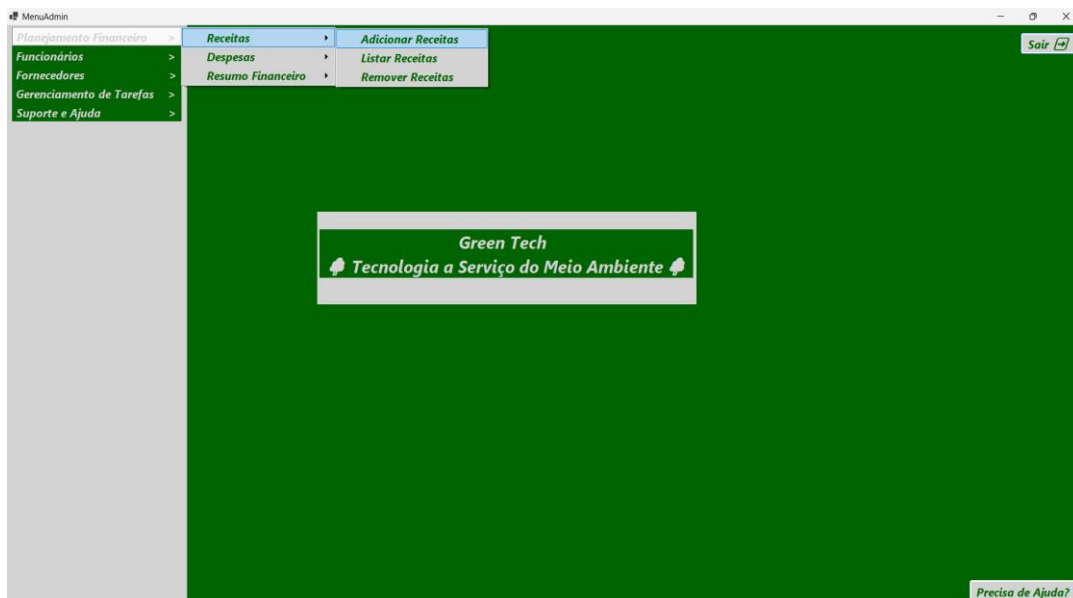 MenuAdmin
Planejamento Financeiro >
Funcionários >
Fornecedores >
Gerenciamento de Tarefas >
Suporte e Ajuda >
Receitas
Despesas
Resumo Financeiro
Adicionar Receitas
Listar Receitas
Remover Receitas
Sair
Green Tech
Tecnologia a Serviço do Meio Ambiente
Precisa de Ajuda?